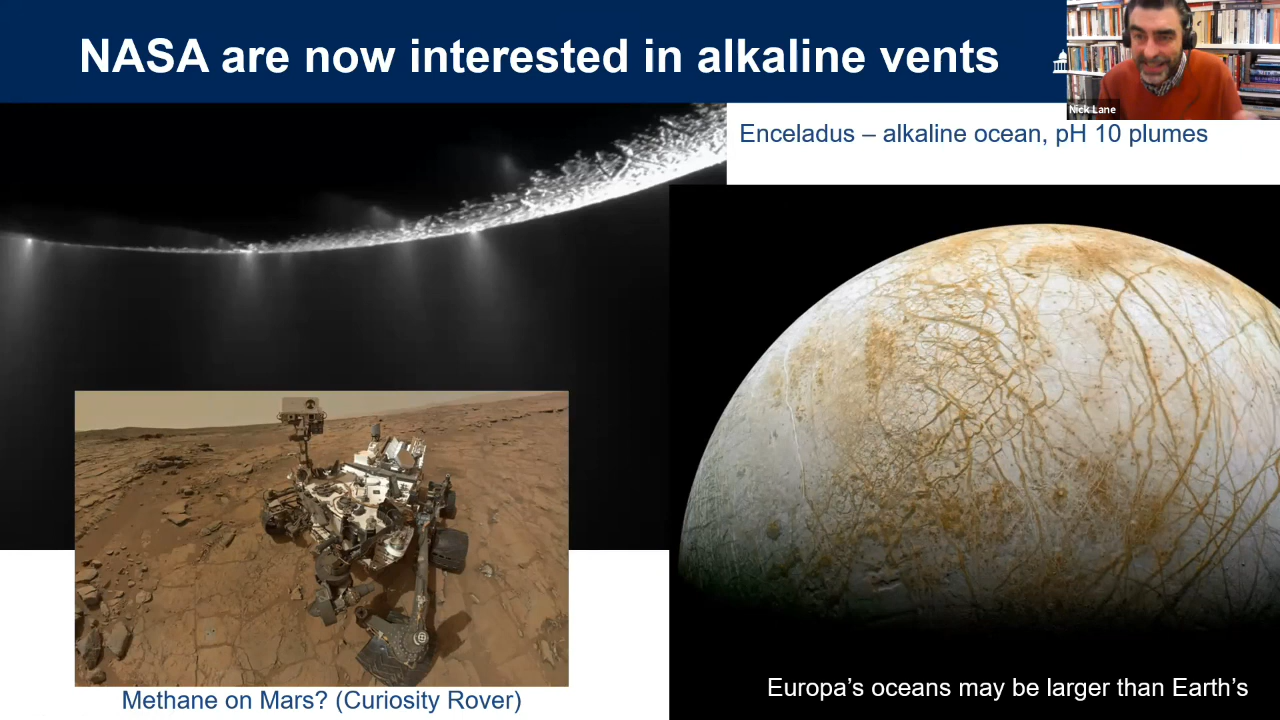 NASA are now interested in alkaline vents
Nick Lane
Enceladus – alkaline ocean, pH 10 plumes
Methane on Mars? (Curiosity Rover)
Europa’s oceans may be larger than Earth’s